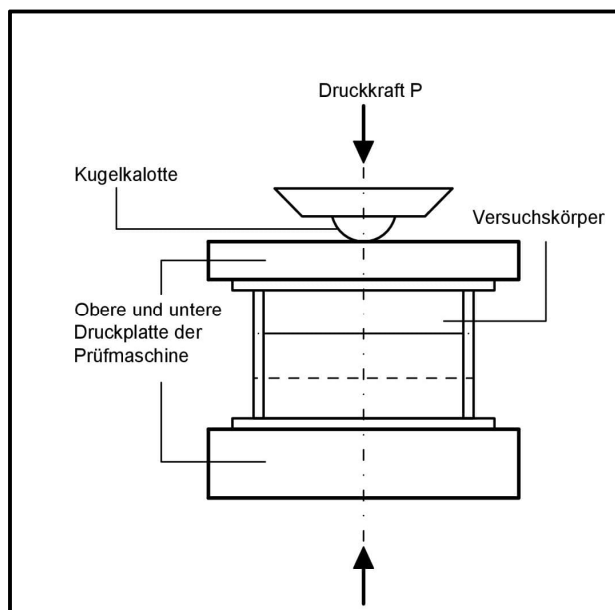 Druckkraft P
Kugelkalotte
Versuchskörper
Obere und untere
Druckplatte der
Prüfmaschine